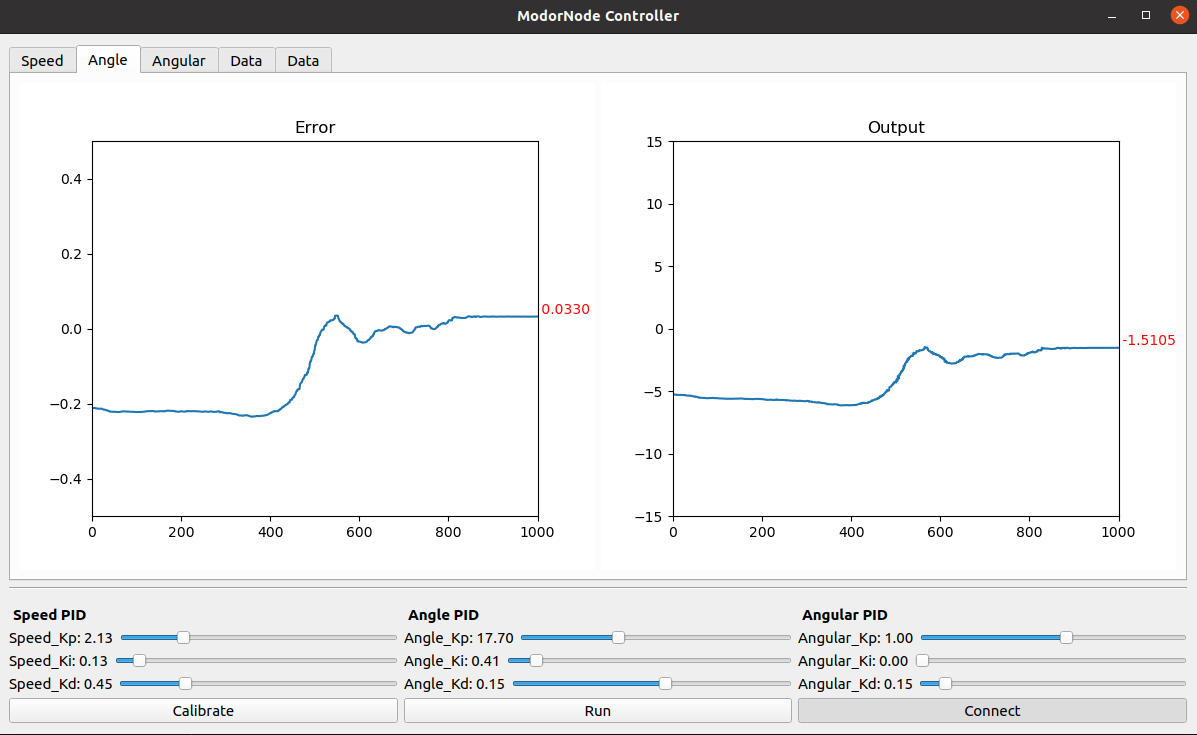 ModorNode Controller
Speed Angle Angular Data Data
Error
0.4
0.2
0.0
−0.2
−0.4
0 200 400 600 800 1000
0.0330
Output
15
10
5
0
−5
−10
−15
0 200 400 600 800 1000
-1.5105
Speed PID Angle PID Angular PID
Speed_Kp: 2.13 Angle_Kp: 17.70 Angular_Kp: 1.00
Speed_Ki: 0.13 Angle_Ki: 0.41 Angular_Ki: 0.00
Speed_Kd: 0.45 Angle_Kd: 0.15 Angular_Kd: 0.15
Calibrate Run Connect